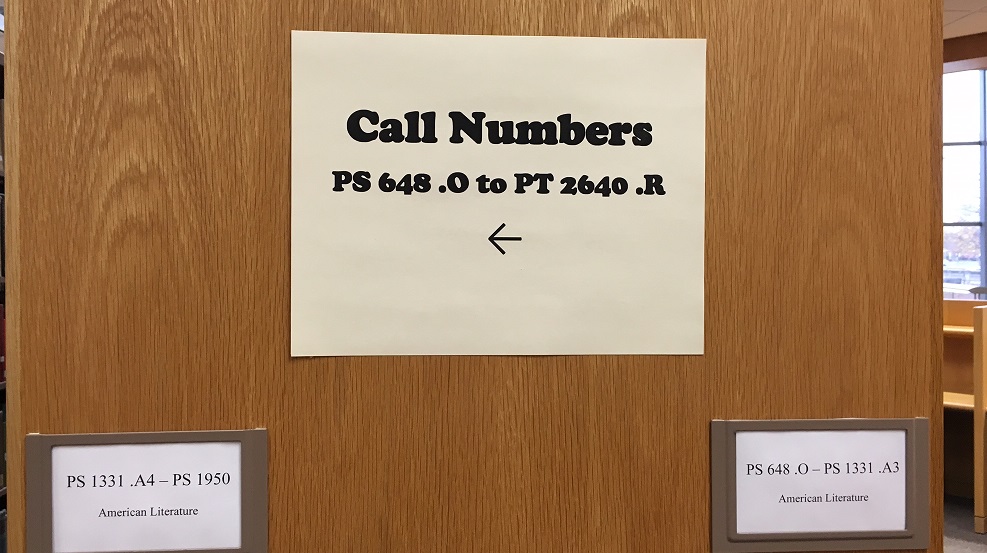 Call Numbers
PS 648 .O to PT 2640 .R
←
PS 1331 .A4 – PS 1950
American Literature
PS 648 .O – PS 1331 .A3
American Literature